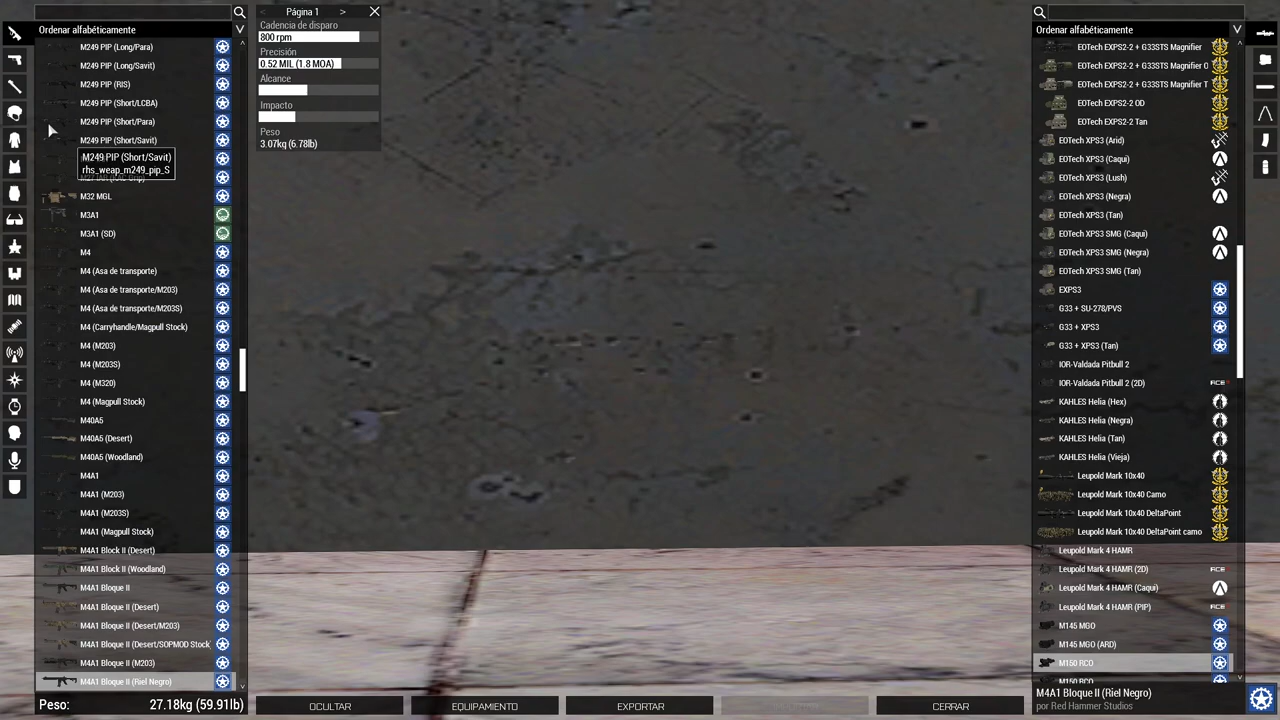 Ordenar alfabéticamente
M249 PIP (Long/Para)
M249 PIP (Long/Savit)
M249 PIP (RIS)
M249 PIP (Short/LCBA)
M249 PIP (Short/Para)
M249 PIP (Short/Savit)
M249 PIP (Short/Savit)
rhs_weap_m249_pip_S
M32 MGL
M3A1
M3A1 (SD)
M4
M4 (Asa de transporte)
M4 (Asa de transporte/M203)
M4 (Asa de transporte/M203S)
M4 (Carryhandle/Magpull Stock)
M4 (M203)
M4 (M203S)
M4 (M320)
M4 (Magpull Stock)
M40A5
M40A5 (Desert)
M40A5 (Woodland)
M4A1
M4A1 (M203)
M4A1 (M203S)
M4A1 (Magpull Stock)
M4A1 Block II (Desert)
M4A1 Block II (Woodland)
M4A1 Bloque II
M4A1 Bloque II (Desert)
M4A1 Bloque II (Desert/M203)
M4A1 Bloque II (Desert/SOPMOD Stock
M4A1 Bloque II (M203)
M4A1 Bloque II (Riel Negro)
Peso: 27.18kg (59.91lb)
< Página 1 >
Cadencia de disparo
800 rpm
Precisión
0.52 MIL (1.8 MOA)
Alcance
Impacto
Peso
3.07kg (6.78lb)
OCULTAR
EQUIPAMIENTO
EXPORTAR
CERRAR
Ordenar alfabéticamente
EOTech EXPS2-2 + G33STS Magnifier
EOTech EXPS2-2 + G33STS Magnifier O
EOTech EXPS2-2 + G33STS Magnifier T
EOTech EXPS2-2 OD
EOTech EXPS2-2 Tan
EOTech XPS3 (Arid)
EOTech XPS3 (Caqui)
EOTech XPS3 (Lush)
EOTech XPS3 (Negra)
EOTech XPS3 (Tan)
EOTech XPS3 SMG (Caqui)
EOTech XPS3 SMG (Negra)
EOTech XPS3 SMG (Tan)
EXPS3
G33 + SU-278/PVS
G33 + XPS3
G33 + XPS3 (Tan)
IOR-Valdada Pitbull 2
IOR-Valdada Pitbull 2 (2D) ACE
KAHLES Helia (Hex)
KAHLES Helia (Negra)
KAHLES Helia (Tan)
KAHLES Helia (Vieja)
Leupold Mark 10x40
Leupold Mark 10x40 Camo
Leupold Mark 10x40 DeltaPoint
Leupold Mark 10x40 DeltaPoint camo
Leupold Mark 4 HAMR
Leupold Mark 4 HAMR (2D) ACE
Leupold Mark 4 HAMR (Caqui)
Leupold Mark 4 HAMR (PIP) ACE
M145 MGO
M145 MGO (ARD)
M150 RCO
M150 RCO
M4A1 Bloque II (Riel Negro)
por Red Hammer Studios